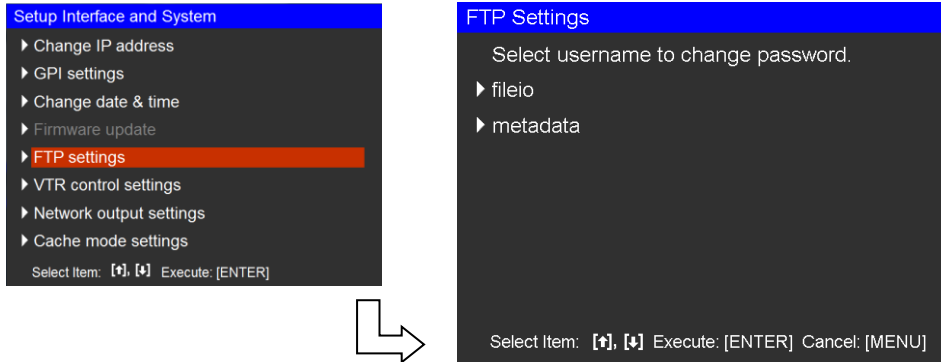 Setup Interface and System
Change IP address
GPI settings
Change date & time
Firmware update
FTP settings
VTR control settings
Network output settings
Cache mode settings
Select Item: [↑], [↓] Execute: [ENTER]
FTP Settings
Select username to change password.
fileio
metadata
Select Item: [↑], [↓] Execute: [ENTER] Cancel: [MENU]